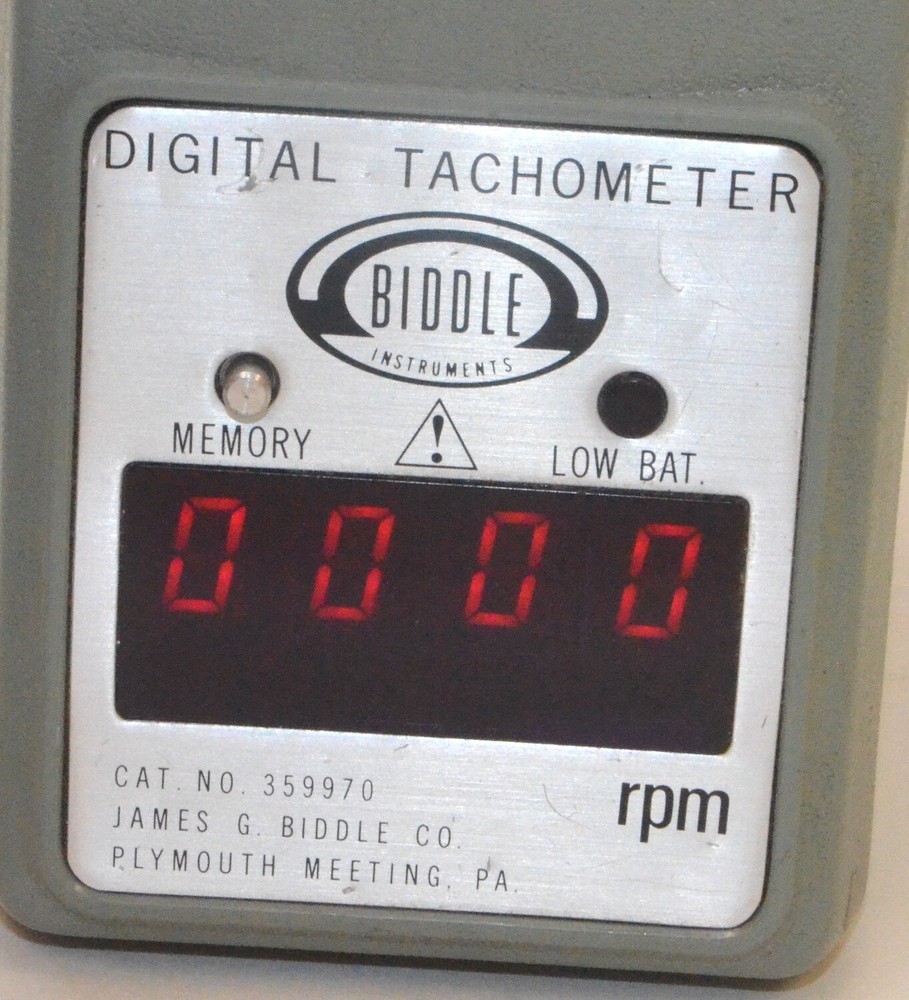 DIGITAL TACHOMETER
BIDDLE
INSTRUMENTS
MEMORY
!
LOW BAT.
0000
CAT. NO. 359970
rpm
JAMES G. BIDDLE CO.
PLYMOUTH MEETING, PA.